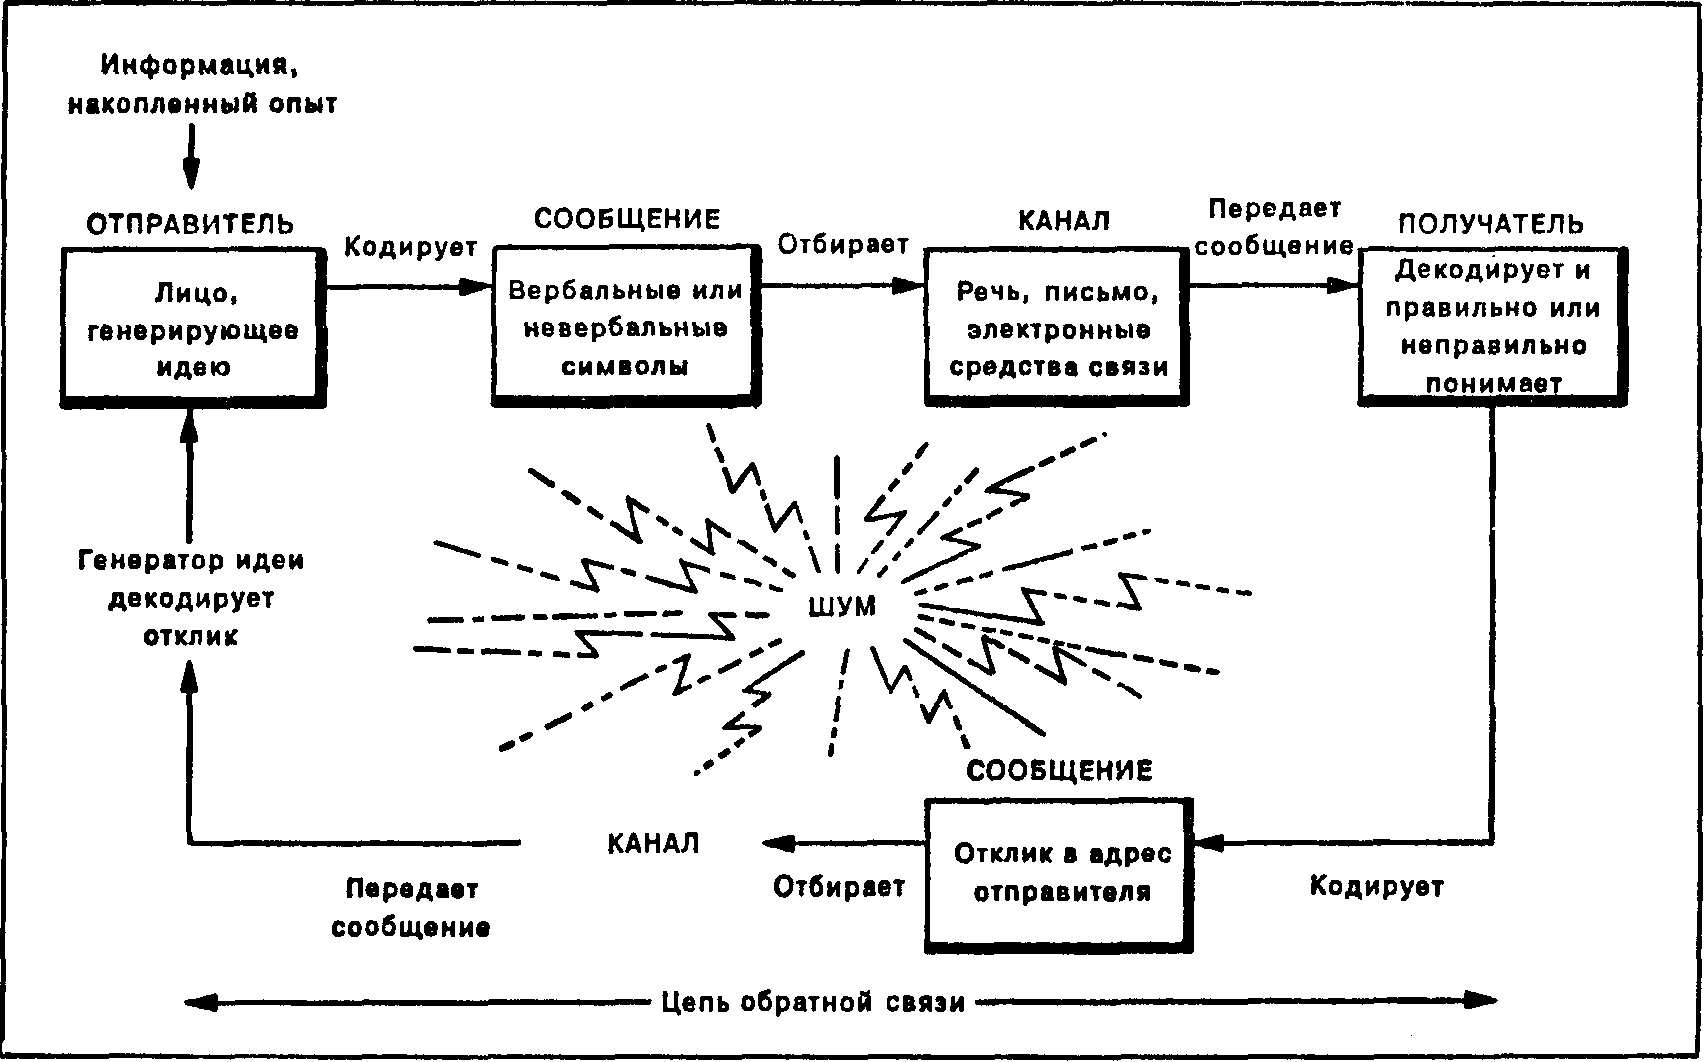 Информация,
накопленный опыт
ОТПРАВИТЕЛЬ
Лицо,
генерирующее
идею
Кодирует
СООБЩЕНИЕ
Вербальные или
невербальные
символы
Отбирает
КАНАЛ
Речь, письмо,
электронные
средства связи
Передает
сообщение
ПОЛУЧАТЕЛЬ
Декодирует и
правильно или
неправильно
понимает
ШУМ
Генератор идеи
декодирует
отклик
СООБЩЕНИЕ
Отклик в адрес
отправителя
Кодирует
Отбирает
КАНАЛ
Передает
сообщение
Цепь обратной связи